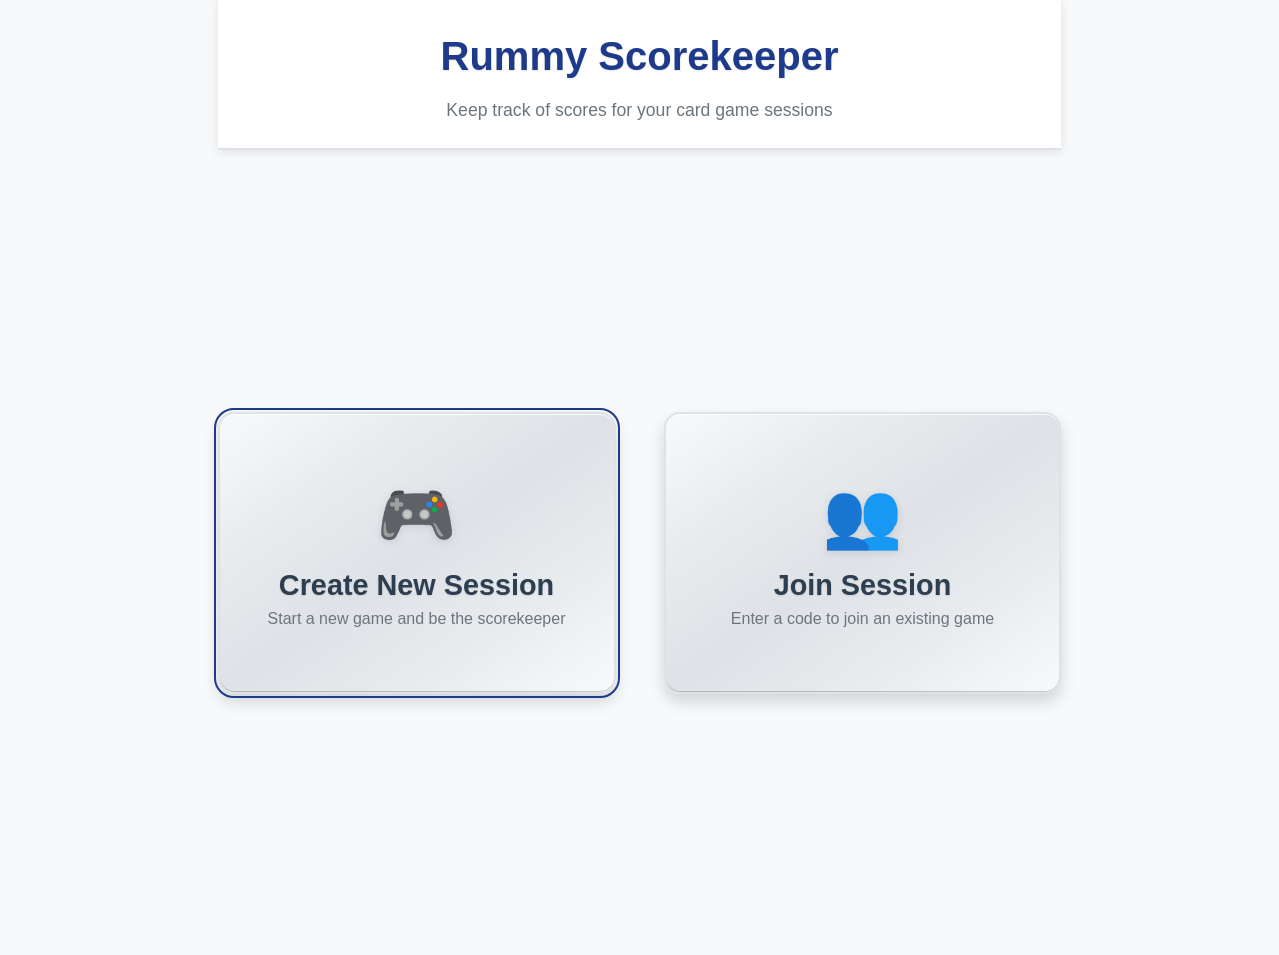 Rummy Scorekeeper
Keep track of scores for your card game sessions
Create New Session
Start a new game and be the scorekeeper
Join Session
Enter a code to join an existing game